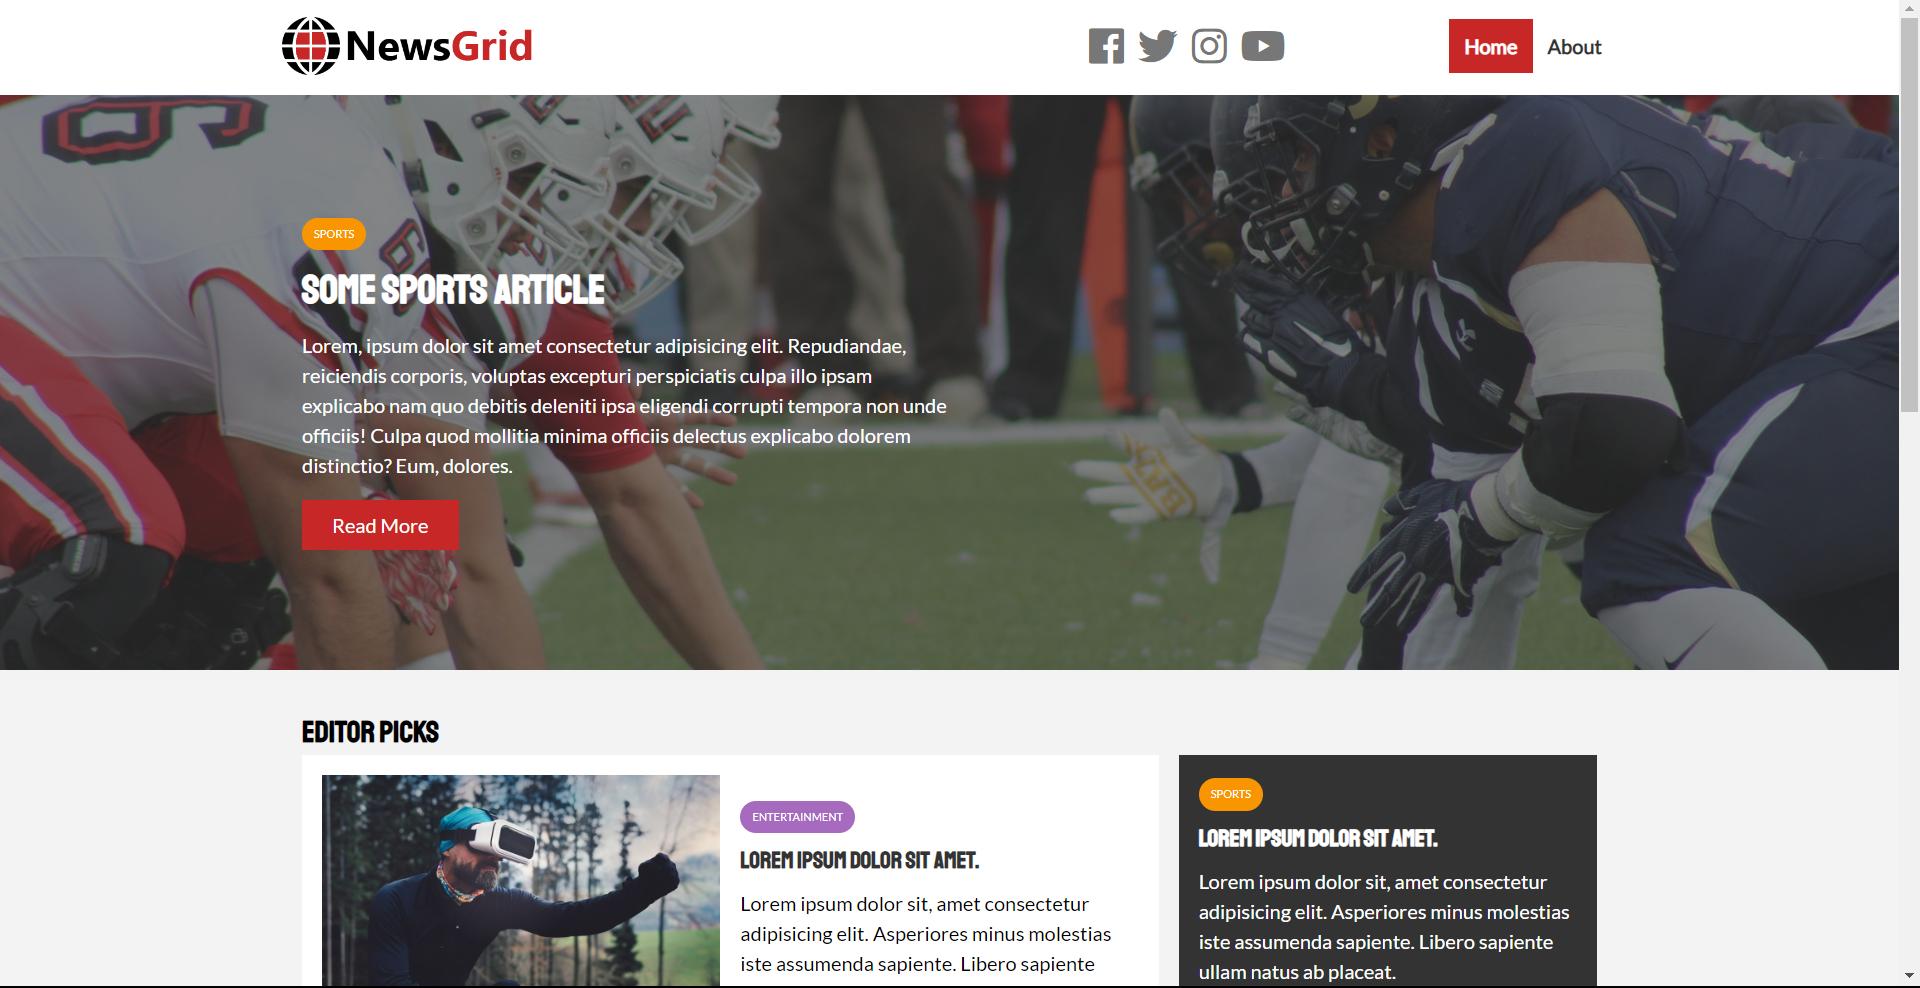 NewsGrid
Home About
SPORTS
SOME SPORTS ARTICLE
Lorem, ipsum dolor sit amet consectetur adipisicing elit. Repudiandae,
reiciendis corporis, voluptas excepturi perspiciatis culpa illo ipsam
explicabo nam quo debitis deleniti ipsa eligendi corrupti tempora non unde
officiis! Culpa quod mollitia minima officiis delectus explicabo dolorem
distinctio? Eum, dolores.
Read More
EDITOR PICKS
ENTERTAINMENT
LOREM IPSUM DOLOR SIT AMET.
Lorem ipsum dolor sit, amet consectetur
adipisicing elit. Asperiores minus molestias
iste assumenda sapiente. Libero sapiente
SPORTS
LOREM IPSUM DOLOR SIT AMET.
Lorem ipsum dolor sit, amet consectetur
adipisicing elit. Asperiores minus molestias
iste assumenda sapiente. Libero sapiente
ullam natus ab placeat.